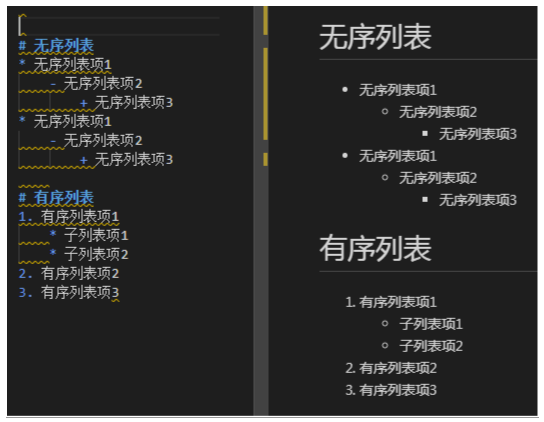 # 无序列表
* 无序列表项1
- 无序列表项2
+ 无序列表项3
* 无序列表项1
- 无序列表项2
+ 无序列表项3
# 有序列表
1. 有序列表项1
* 子列表项1
* 子列表项2
2. 有序列表项2
3. 有序列表项3
无序列表
• 无序列表项1
◦ 无序列表项2
▪ 无序列表项3
• 无序列表项1
◦ 无序列表项2
▪ 无序列表项3
有序列表
1. 有序列表项1
◦ 子列表项1
◦ 子列表项2
2. 有序列表项2
3. 有序列表项3